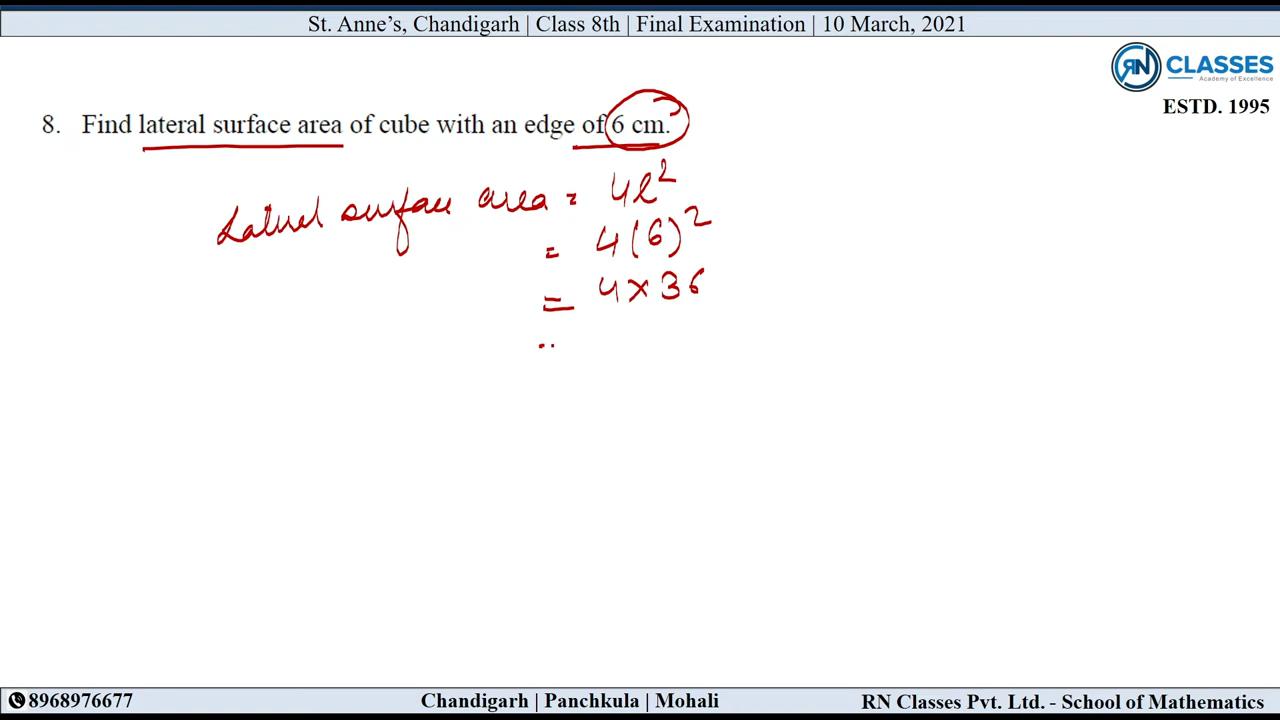 St. Anne’s, Chandigarh | Class 8th | Final Examination | 10 March, 2021
RN CLASSES
Academy of Excellence
ESTD. 1995
8. Find lateral surface area of cube with an edge of 6 cm.
Lateral surface area = 4l²
= 4(6)²
= 4×36
8968976677
Chandigarh | Panchkula | Mohali
RN Classes Pvt. Ltd. - School of Mathematics